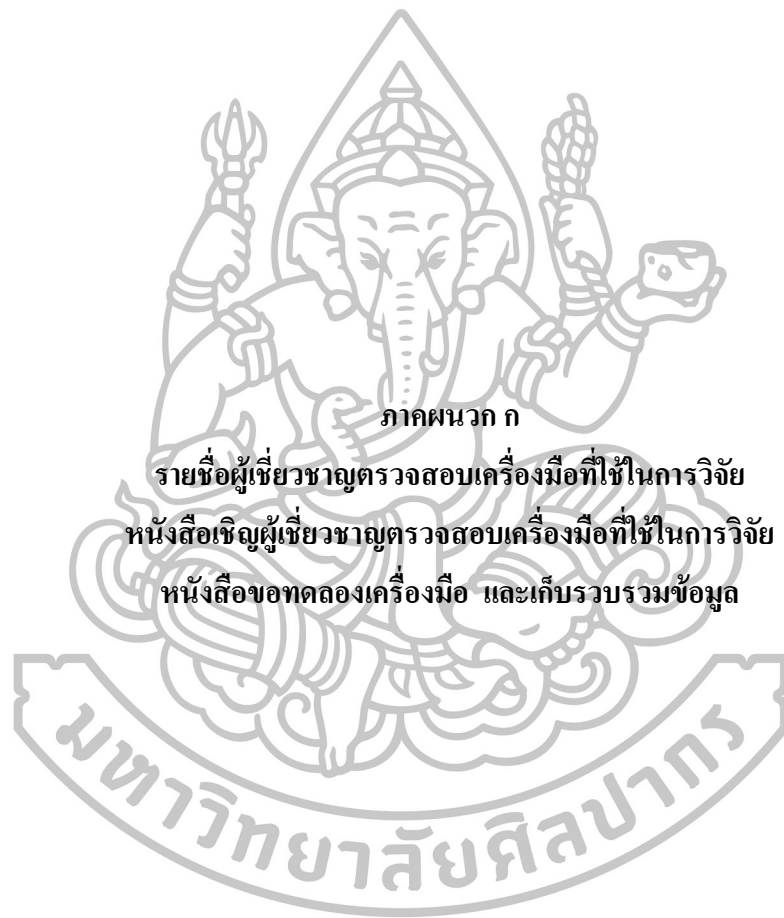 ภาคผนวก ก
รายชื่อผู้เชี่ยวชาญตรวจสอบเครื่องมือที่ใช้ในการวิจัย
หนังสือเชิญผู้เชี่ยวชาญตรวจสอบเครื่องมือที่ใช้ในการวิจัย
หนังสือขอทดลองเครื่องมือ และเก็บรวบรวมข้อมูล
มหาวิทยาลัยศิลปากร